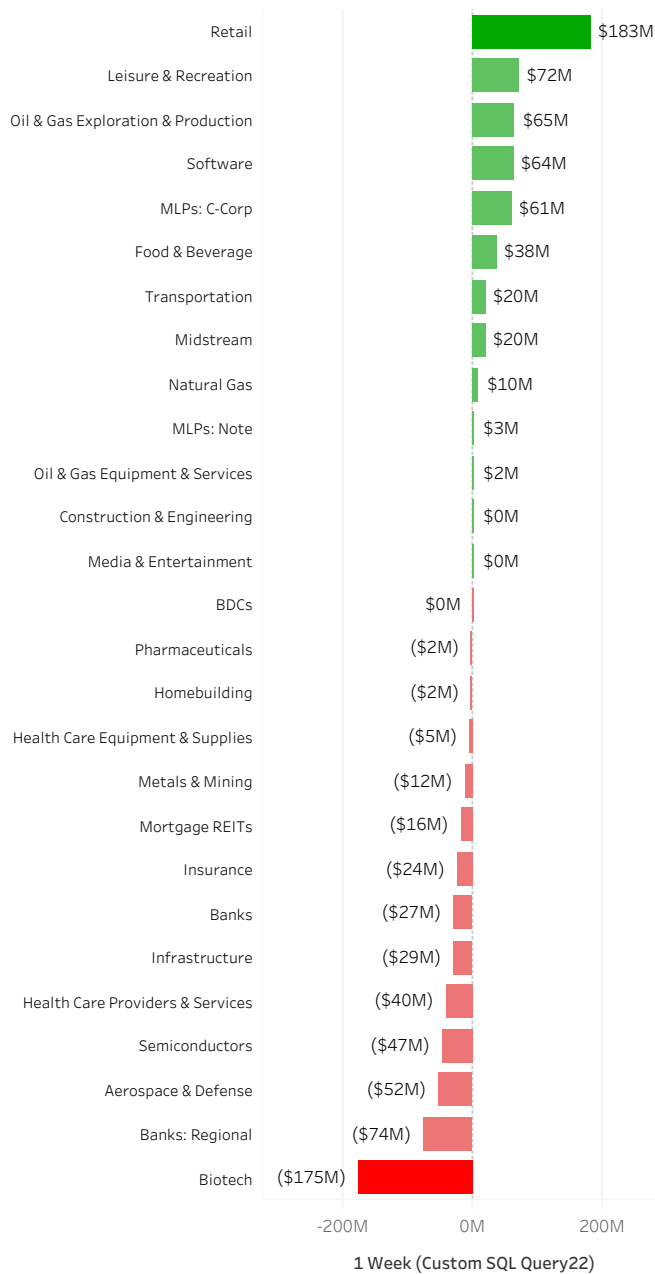 Retail $183M
Leisure & Recreation $72M
Oil & Gas Exploration & Production $65M
Software $64M
MLPs: C-Corp $61M
Food & Beverage $38M
Transportation $20M
Midstream $20M
Natural Gas $10M
MLPs: Note $3M
Oil & Gas Equipment & Services $2M
Construction & Engineering $0M
Media & Entertainment $0M
BDCs $0M
Pharmaceuticals ($2M)
Homebuilding ($2M)
Health Care Equipment & Supplies ($5M)
Metals & Mining ($12M)
Mortgage REITs ($16M)
Insurance ($24M)
Banks ($27M)
Infrastructure ($29M)
Health Care Providers & Services ($40M)
Semiconductors ($47M)
Aerospace & Defense ($52M)
Banks: Regional ($74M)
Biotech ($175M)
-200M 0M 200M
1 Week (Custom SQL Query22)